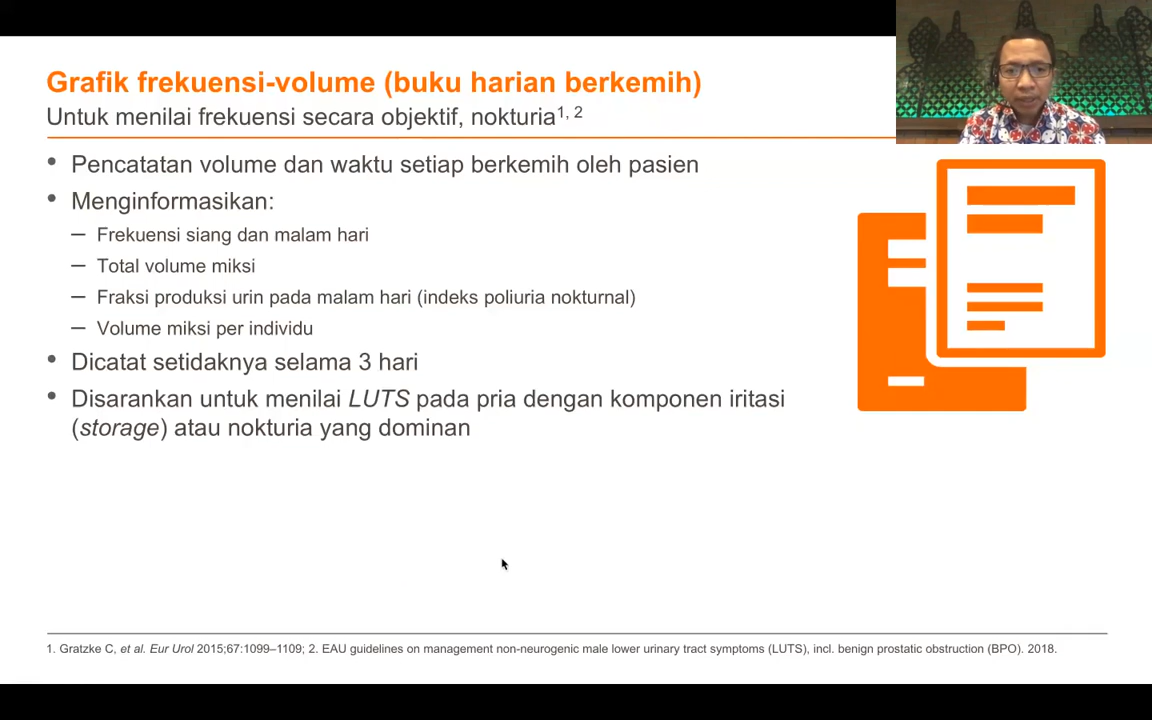 Grafik frekuensi-volume (buku harian berkemih)
Untuk menilai frekuensi secara objektif, nokturia1, 2
• Pencatatan volume dan waktu setiap berkemih oleh pasien
• Menginformasikan:
– Frekuensi siang dan malam hari
– Total volume miksi
– Fraksi produksi urin pada malam hari (indeks poliuria nokturnal)
– Volume miksi per individu
• Dicatat setidaknya selama 3 hari
• Disarankan untuk menilai LUTS pada pria dengan komponen iritasi
(storage) atau nokturia yang dominan
1. Gratzke C, et al. Eur Urol 2015;67:1099–1109; 2. EAU guidelines on management non-neurogenic male lower urinary tract symptoms (LUTS), incl. benign prostatic obstruction (BPO). 2018.